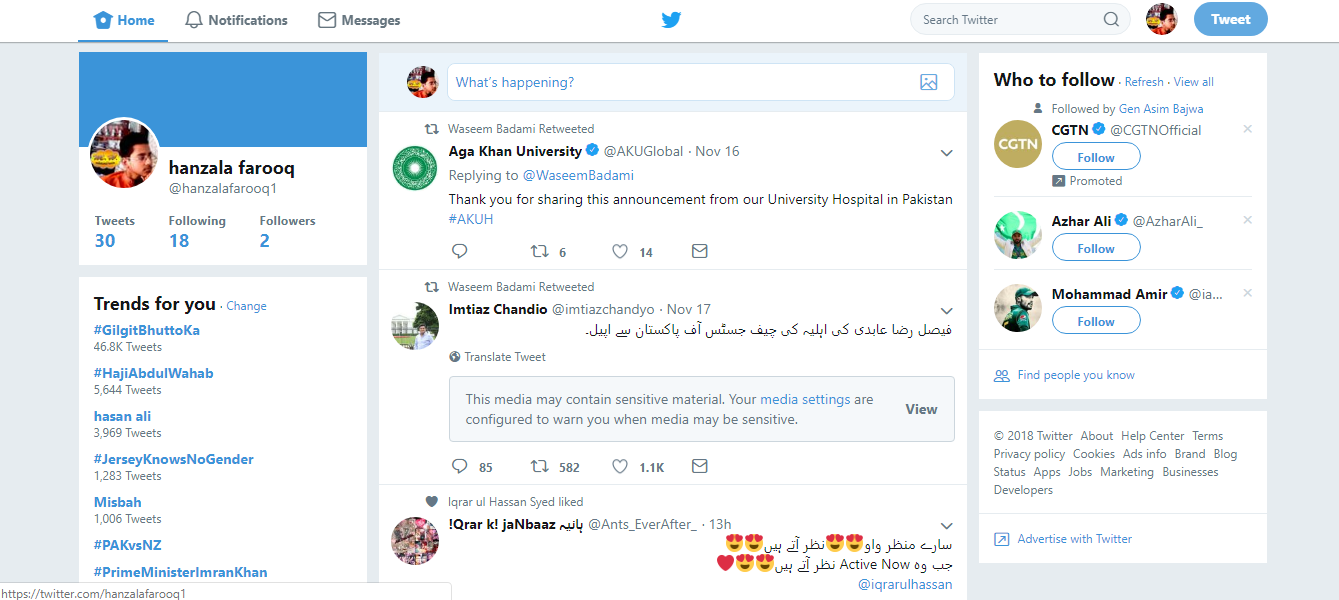 Home
Notifications
Messages
Search Twitter
Tweet
hanzala farooq
@hanzalafarooq1
Tweets Following Followers
30 18 2
Trends for you · Change
#GilgitBhuttoKa
46.8K Tweets
#HajiAbdulWahab
5,644 Tweets
hasan ali
3,969 Tweets
#JerseyKnowsNoGender
1,283 Tweets
Misbah
1,006 Tweets
#PAKvsNZ
#PrimeMinisterImranKhan
https://twitter.com/hanzalafarooq1
What's happening?
Waseem Badami Retweeted
Aga Khan University @AKUGlobal · Nov 16
Replying to @WaseemBadami
Thank you for sharing this announcement from our University Hospital in Pakistan
#AKUH
6 14
Waseem Badami Retweeted
Imtiaz Chandio @imtiazchandyo · Nov 17
فیصل رضا عابدی کی اہلیہ کی چیف جسٹس آف پاکستان سے اپیل۔
Translate Tweet
This media may contain sensitive material. Your media settings are
configured to warn you when media may be sensitive.
View
85 582 1.1K
Iqrar ul Hassan Syed liked
!Qrar k! jaNbaaz ہانیہ @Ants_EverAfter_ · 13h
سارے منظر واو😍😍نظر آتے ہیں😍😍
جب وہ Active Now نظر آتے ہیں😍😍❤
@iqrarulhassan
Who to follow · Refresh · View all
Followed by Gen Asim Bajwa
CGTN
CGTN @CGTNOfficial
Follow
Promoted
Azhar Ali @AzharAli_
Follow
Mohammad Amir @ia...
Follow
Find people you know
© 2018 Twitter About Help Center Terms
Privacy policy Cookies Ads info Brand Blog
Status Apps Jobs Marketing Businesses
Developers
Advertise with Twitter